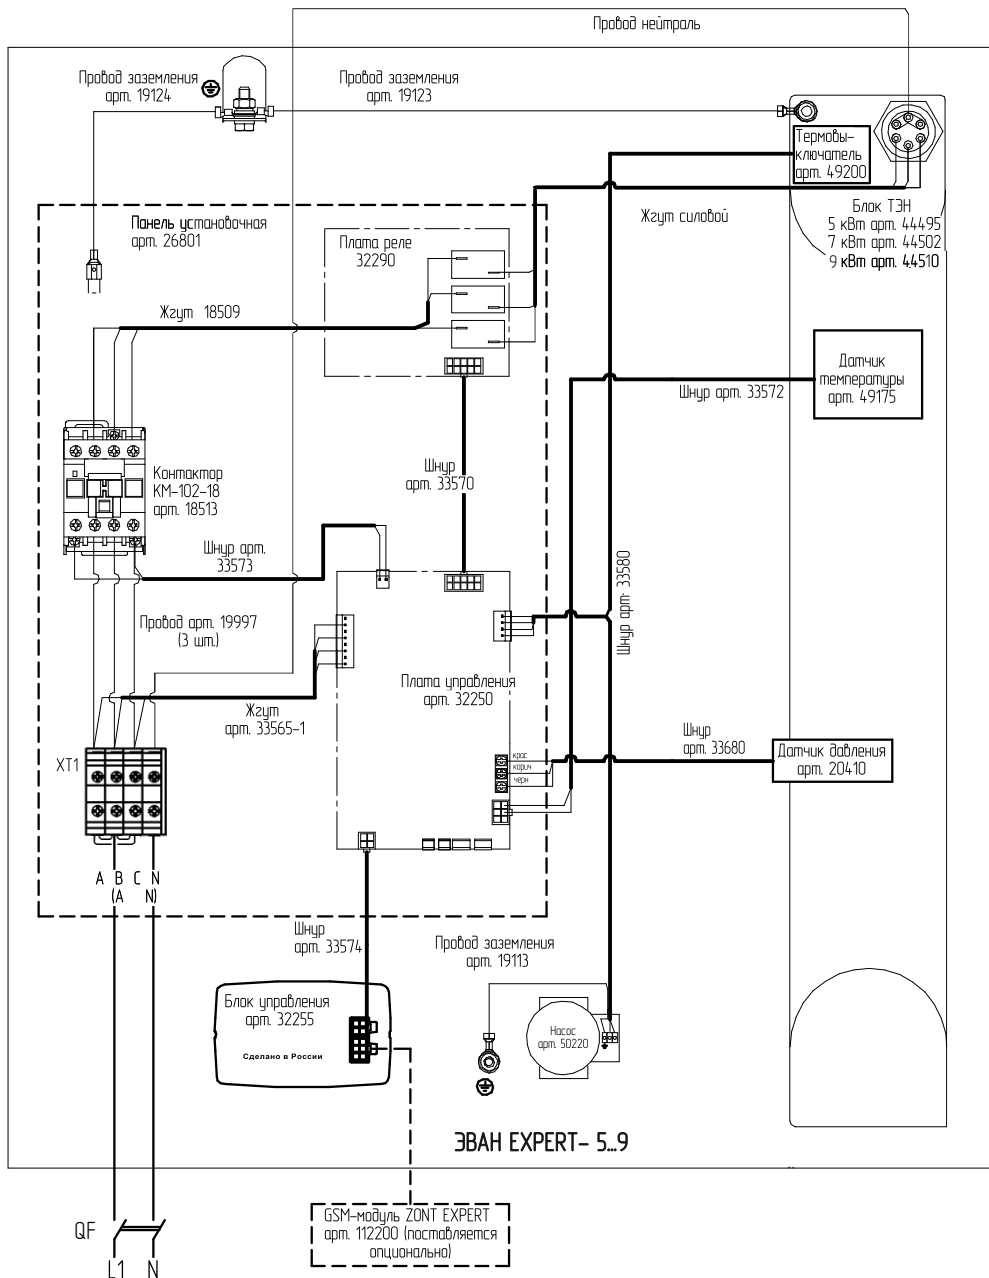 Провод нейтраль
Провод заземления
арт. 19124
Провод заземления
арт. 19123
Термовы-
ключатель
арт. 49200
Жгут силовой
Блок ТЭН
5 кВт арт. 44495
7 кВт арт. 44502
9 кВт арт. 44510
Панель установочная
арт. 26801
Плата реле
32290
Жгут 18509
Датчик
температуры
арт. 49175
Шнур арт. 33572
Контактор
КМ-102-18
арт. 18513
Шнур
арт. 33570
Шнур арт.
33573
Шнур арт. 33580
Провод арт. 19997
(3 шт.)
Плата управления
арт. 32250
Жгут
арт. 33565-1
XT1
Шнур
арт. 33680
Датчик давления
арт. 20410
крас
корич
черн
A B C N
(A N)
Шнур
арт. 33574
Провод заземления
арт. 19113
Блок управления
арт. 32255
Сделано в России
Насос
арт. 50220
ЭВАН EXPERT- 5...9
GSM-модуль ZONT EXPERT
арт. 112200 (поставляется
опционально)
QF
L1 N